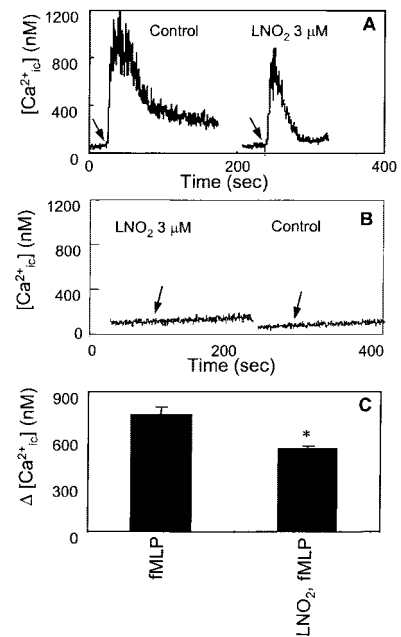 1200
800
400
0
[Ca²⁺ic] (nM)
Control
LNO₂ 3 μM
A
0
200
400
Time (sec)
1200
800
400
0
[Ca²⁺ic] (nM)
LNO₂ 3 μM
Control
B
0
200
400
Time (sec)
900
600
300
0
Δ [Ca²⁺ic] (nM)
C
*
fMLP
LNO₂, fMLP